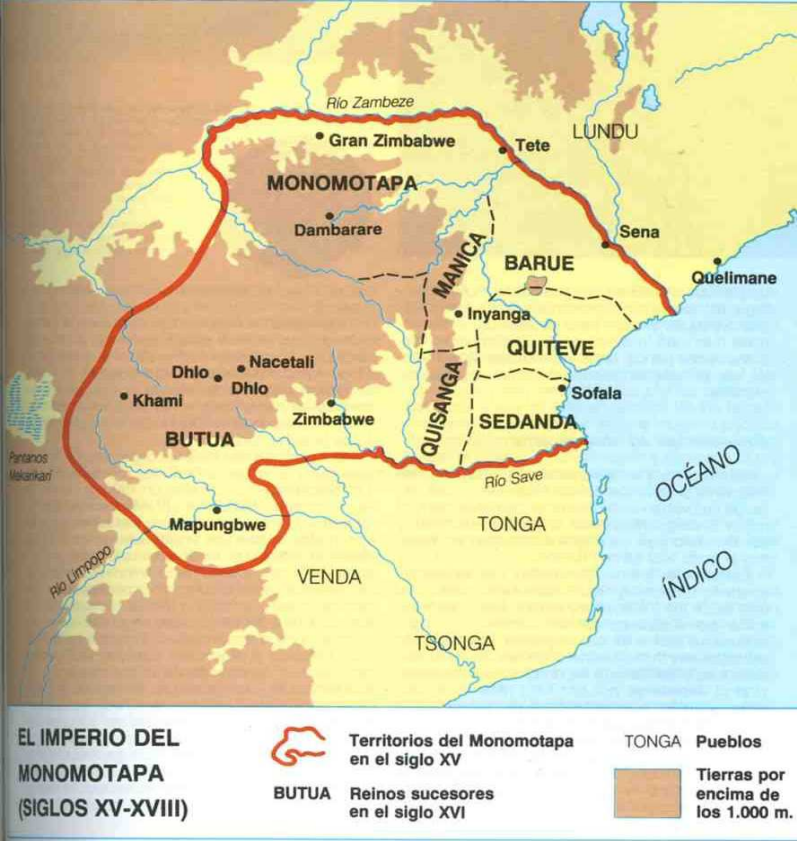 Río Zambeze
Gran Zimbabwe
Tete
LUNDU
MONOMOTAPA
Dambarare
MANICA
Sena
BARUE
Quelimane
Inyanga
QUITEVE
Nacetali
Dhlo
Dhlo
Khami
Zimbabwe
QUISANGA
Sofala
SEDANDA
BUTUA
Pantanos
Makarikari
Río Save
OCÉANO
ÍNDICO
Mapungbwe
TONGA
Río Limpopo
VENDA
TSONGA
EL IMPERIO DEL
MONOMOTAPA
(SIGLOS XV-XVIII)
Territorios del Monomotapa
en el siglo XV
BUTUA Reinos sucesores
en el siglo XVI
TONGA Pueblos
Tierras por
encima de
los 1.000 m.